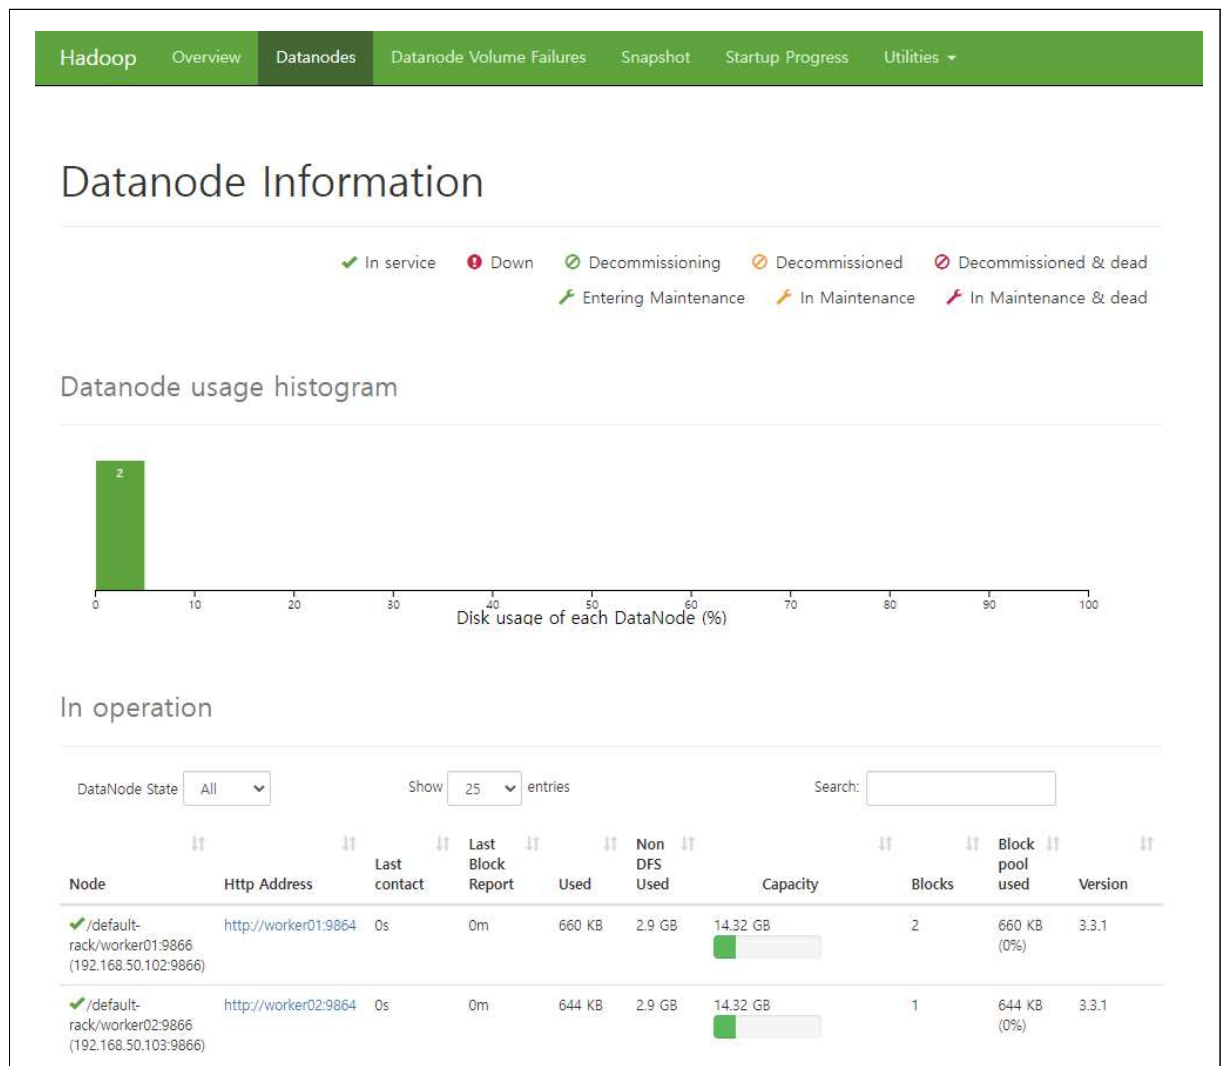 Hadoop Overview Datanodes Datanode Volume Failures Snapshot Startup Progress Utilities
Datanode Information
In service Down Decommissioning Decommissioned Decommissioned & dead
Entering Maintenance In Maintenance In Maintenance & dead
Datanode usage histogram
2
0 10 20 30 40 50 60 70 80 90 100
Disk usage of each DataNode (%)
In operation
DataNode State All Show 25 entries Search:
Last Non Block
Last Block DFS pool
Node Http Address contact Report Used Used Capacity Blocks used Version
/default- http://worker01:9864 0s 0m 660 KB 2.9 GB 14.32 GB 2 660 KB 3.3.1
rack/worker01:9866 (0%)
(192.168.50.102:9866)
/default- http://worker02:9864 0s 0m 644 KB 2.9 GB 14.32 GB 1 644 KB 3.3.1
rack/worker02:9866 (0%)
(192.168.50.103:9866)